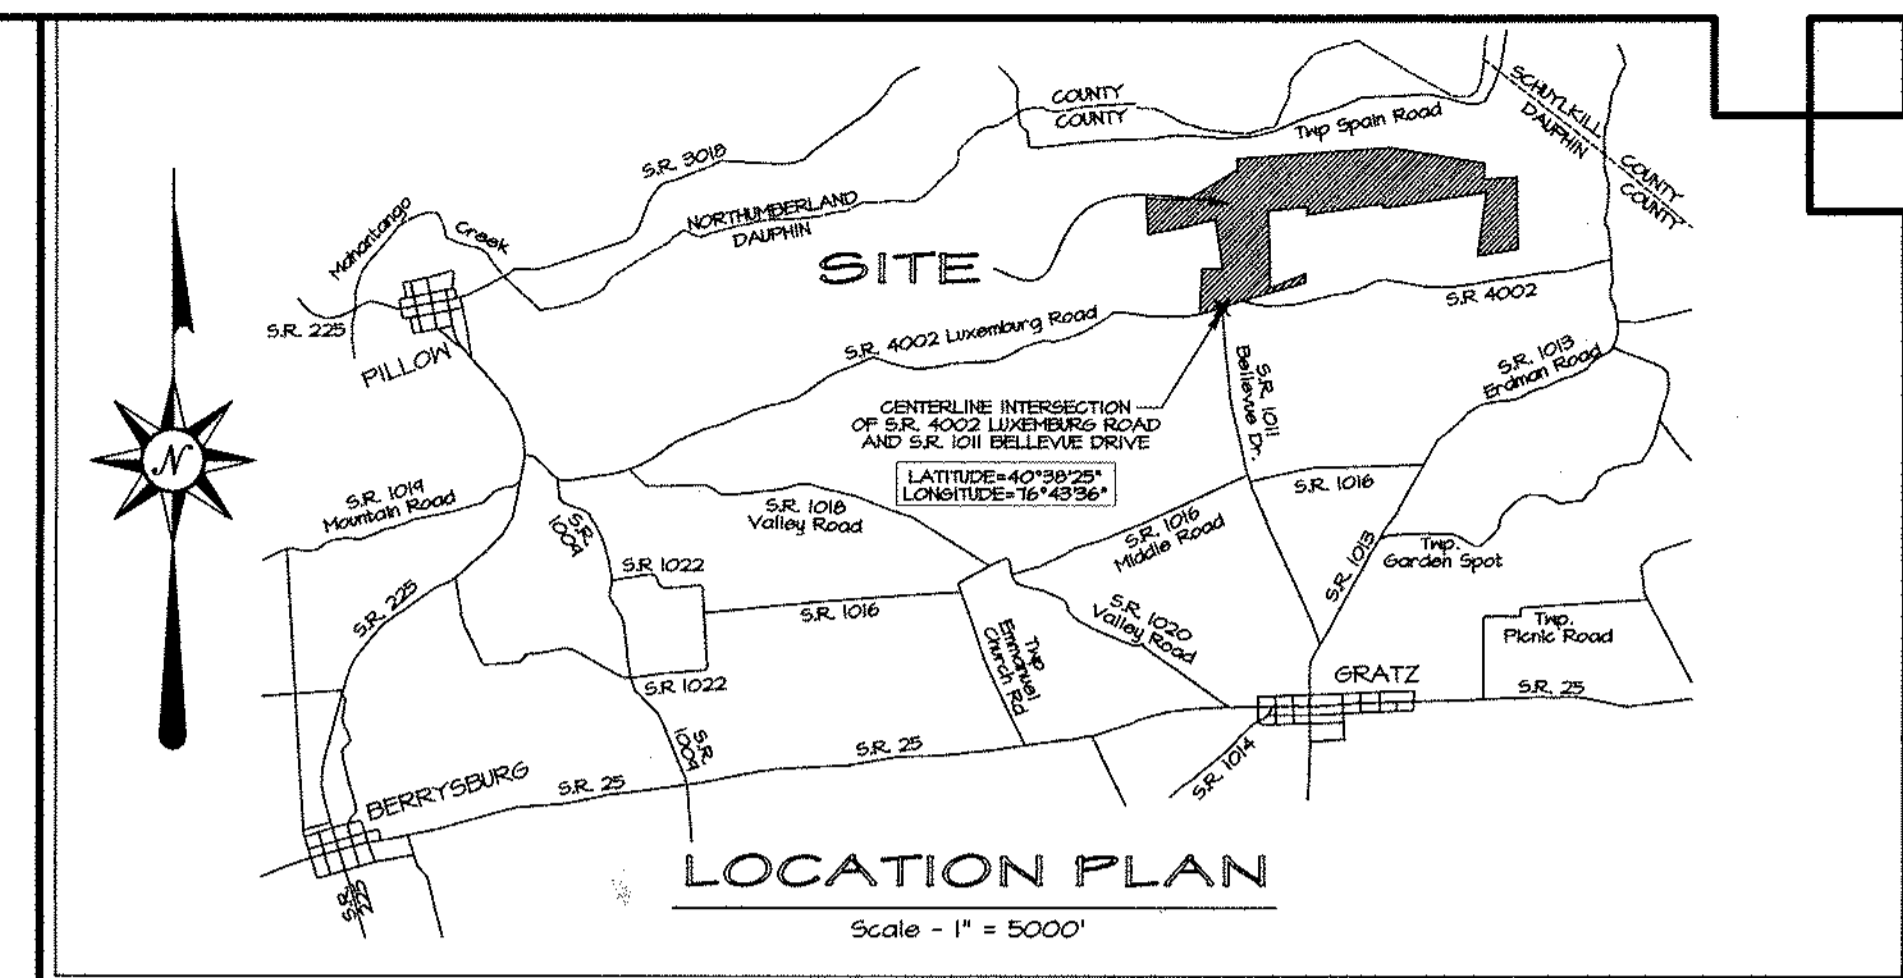 COUNTY
COUNTY
Twp Spain Road
SCHUYLKILL
DAUPHIN
COUNTY
COUNTY
S.R. 3018
NORTHUMBERLAND
DAUPHIN
Mahantango
Creek
SITE
S.R. 225
PILLOW
S.R. 4002 Luxemburg Road
S.R. 4002
S.R. 1011
Bellevue Dr.
S.R. 1013
Erdman Road
CENTERLINE INTERSECTION
OF S.R. 4002 LUXEMBURG ROAD
AND S.R. 1011 BELLEVUE DRIVE
LATITUDE=40°38'25"
LONGITUDE=76°43'36"
N
S.R. 1019
Mountain Road
S.R.
1004
S.R. 1018
Valley Road
S.R. 1016
Middle Road
S.R. 1016
S.R. 1013
Twp.
Garden Spot
S.R. 225
S.R 1022
S.R. 1016
Twp
Emmanuel
Church Rd
S.R. 1020
Valley Road
Twp.
Picnic Road
S.R 1022
GRATZ
S.R. 25
S.R.
1004
S.R. 25
S.R. 1014
S.R. 25
BERRYSBURG
S.R.
225
LOCATION PLAN
Scale - 1" = 5000'